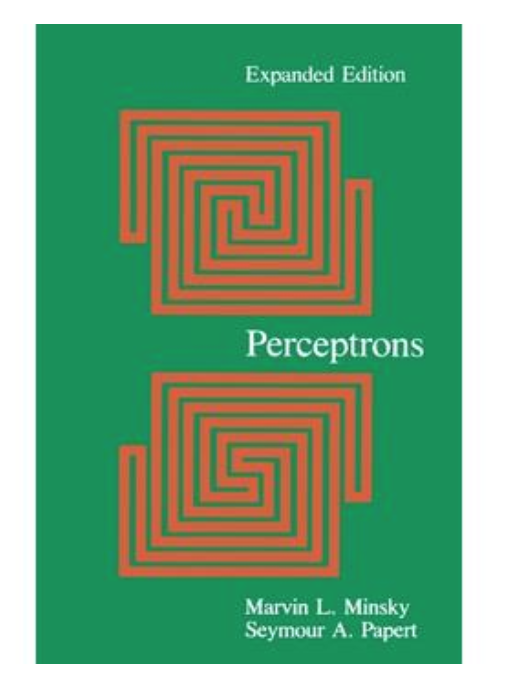 Expanded Edition
Perceptrons
Marvin L. Minsky
Seymour A. Papert